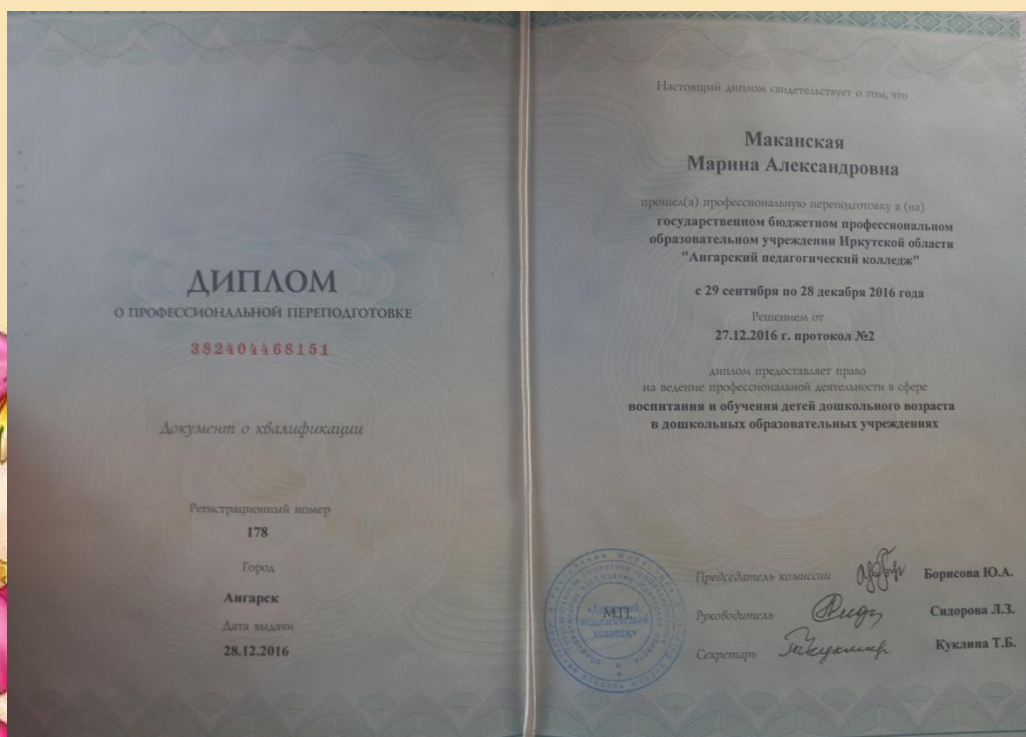 ДИПЛОМ
О ПРОФЕССИОНАЛЬНОЙ ПЕРЕПОДГОТОВКЕ
382404468151
Документ о квалификации
Регистрационный номер
178
Город
Ангарск
Дата выдачи
28.12.2016
Настоящий диплом свидетельствует о том, что
Маканская
Марина Александровна
прошел(а) профессиональную переподготовку в (на)
государственном бюджетном профессиональном
образовательном учреждении Иркутской области
"Ангарский педагогический колледж"
с 29 сентября по 28 декабря 2016 года
Решением от
27.12.2016 г. протокол №2
диплом предоставляет право
на ведение профессиональной деятельности в сфере
воспитания и обучения детей дошкольного возраста
в дошкольных образовательных учреждениях
Председатель комиссии Борисова Ю.А.
М.П. Руководитель Сидорова Л.З.
Секретарь Куклина Т.Б.
«Ангарский
педагогический
колледж»